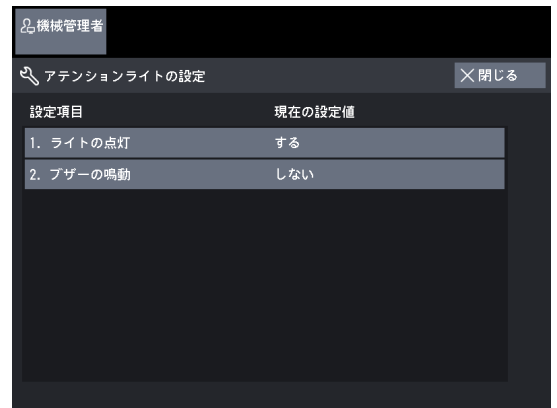 機械管理者
アテンションライトの設定
閉じる
設定項目 現在の設定値
1. ライトの点灯 する
2. ブザーの鳴動 しない